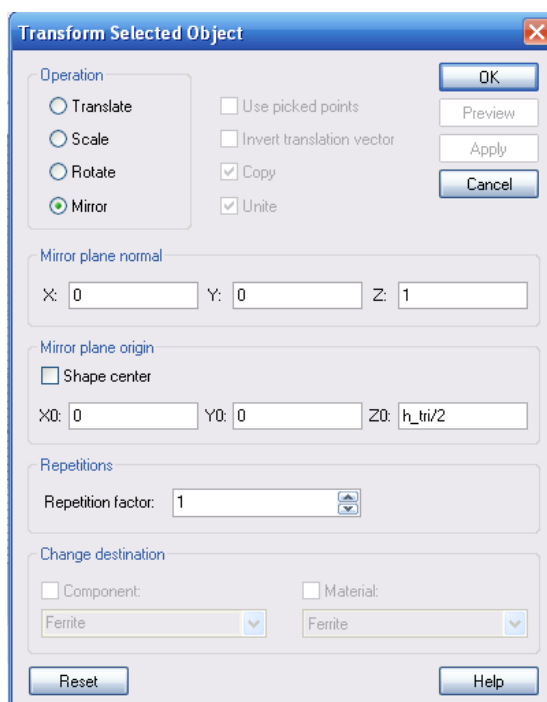 Transform Selected Object
Operation
OK
Translate
Use picked points
Preview
Scale
Invert translation vector
Apply
Rotate
Copy
Cancel
Mirror
Unite
Mirror plane normal
X: 0 Y: 0 Z: 1
Mirror plane origin
Shape center
X0: 0 Y0: 0 Z0: h_tri/2
Repetitions
Repetition factor: 1
Change destination
Component: Material:
Ferrite Ferrite
Reset Help